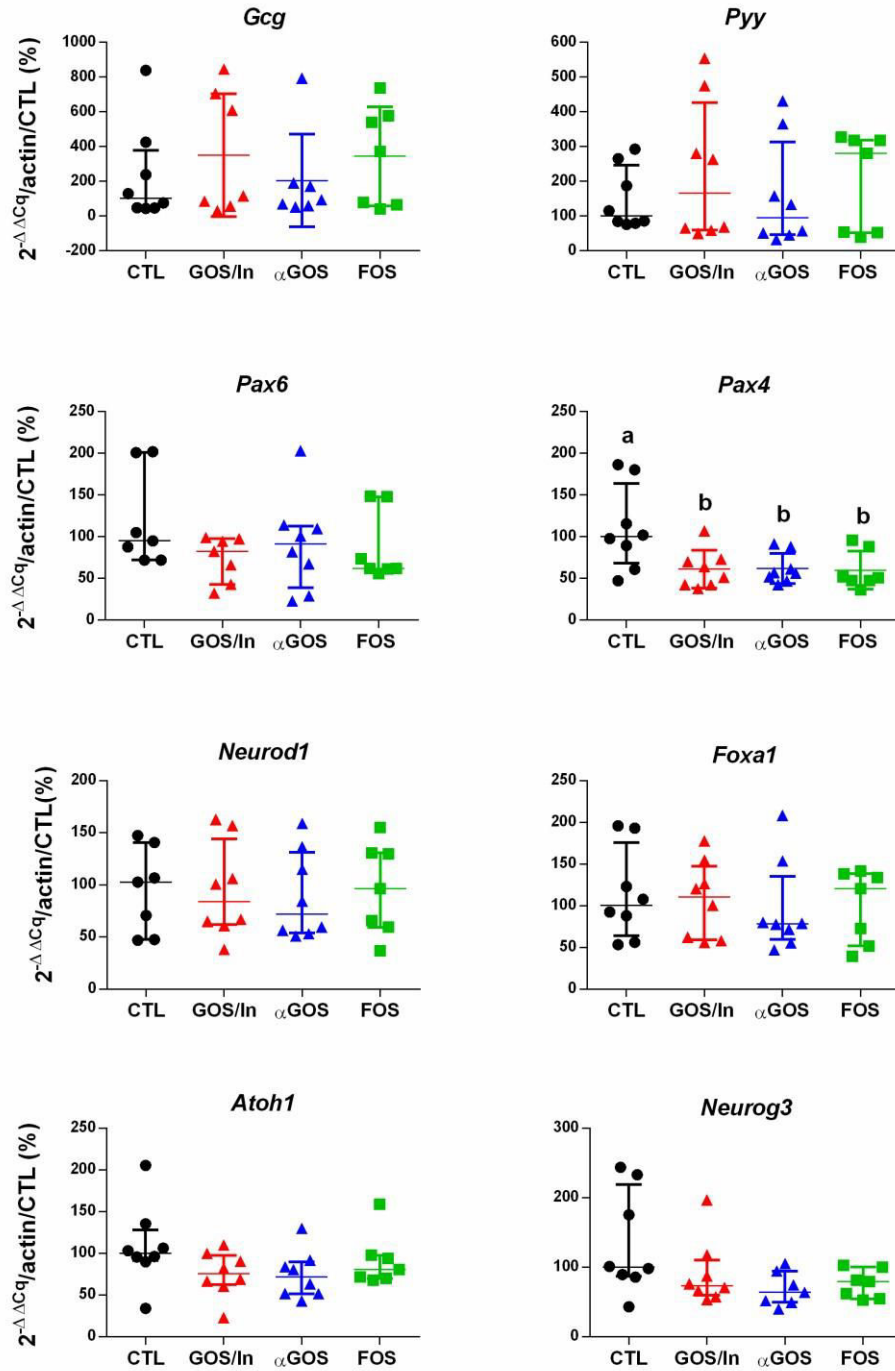 Gcg
2-ΔΔCq/actin/CTL (%)
1000
800
600
400
200
0
-200
CTL GOS/In αGOS FOS
Pyy
600
500
400
300
200
100
0
CTL GOS/In αGOS FOS
Pax6
2-ΔΔCq/actin/CTL (%)
250
200
150
100
50
0
CTL GOS/In αGOS FOS
Pax4
250
200
150
100
50
0
a
b
b
b
CTL GOS/In αGOS FOS
Neurod1
2-ΔΔCq/actin/CTL(%)
200
150
100
50
0
CTL GOS/In αGOS FOS
Foxa1
250
200
150
100
50
0
CTL GOS/In αGOS FOS
Atoh1
2-ΔΔCq/actin/CTL (%)
250
200
150
100
50
0
CTL GOS/In αGOS FOS
Neurog3
300
200
100
0
CTL GOS/In αGOS FOS